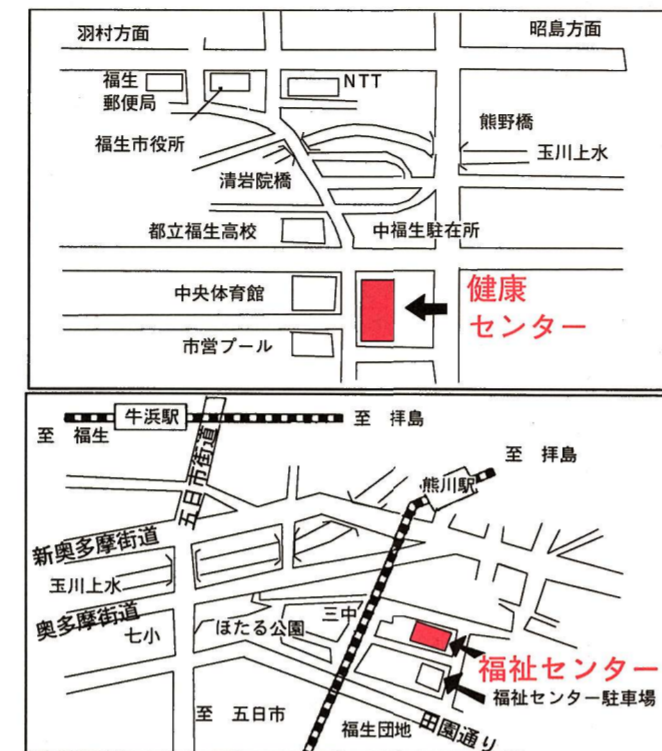 羽村方面
昭島方面
福生
郵便局
NTT
福生市役所
熊野橋
玉川上水
清岩院橋
都立福生高校
中福生駐在所
中央体育館
健康
センター
市営プール
牛浜駅
至 福生
至 拝島
五日市街道
至 拝島
熊川駅
新奥多摩街道
玉川上水
奥多摩街道
七小
ほたる公園
三中
福祉センター
福祉センター駐車場
至 五日市
福生団地
田園通り